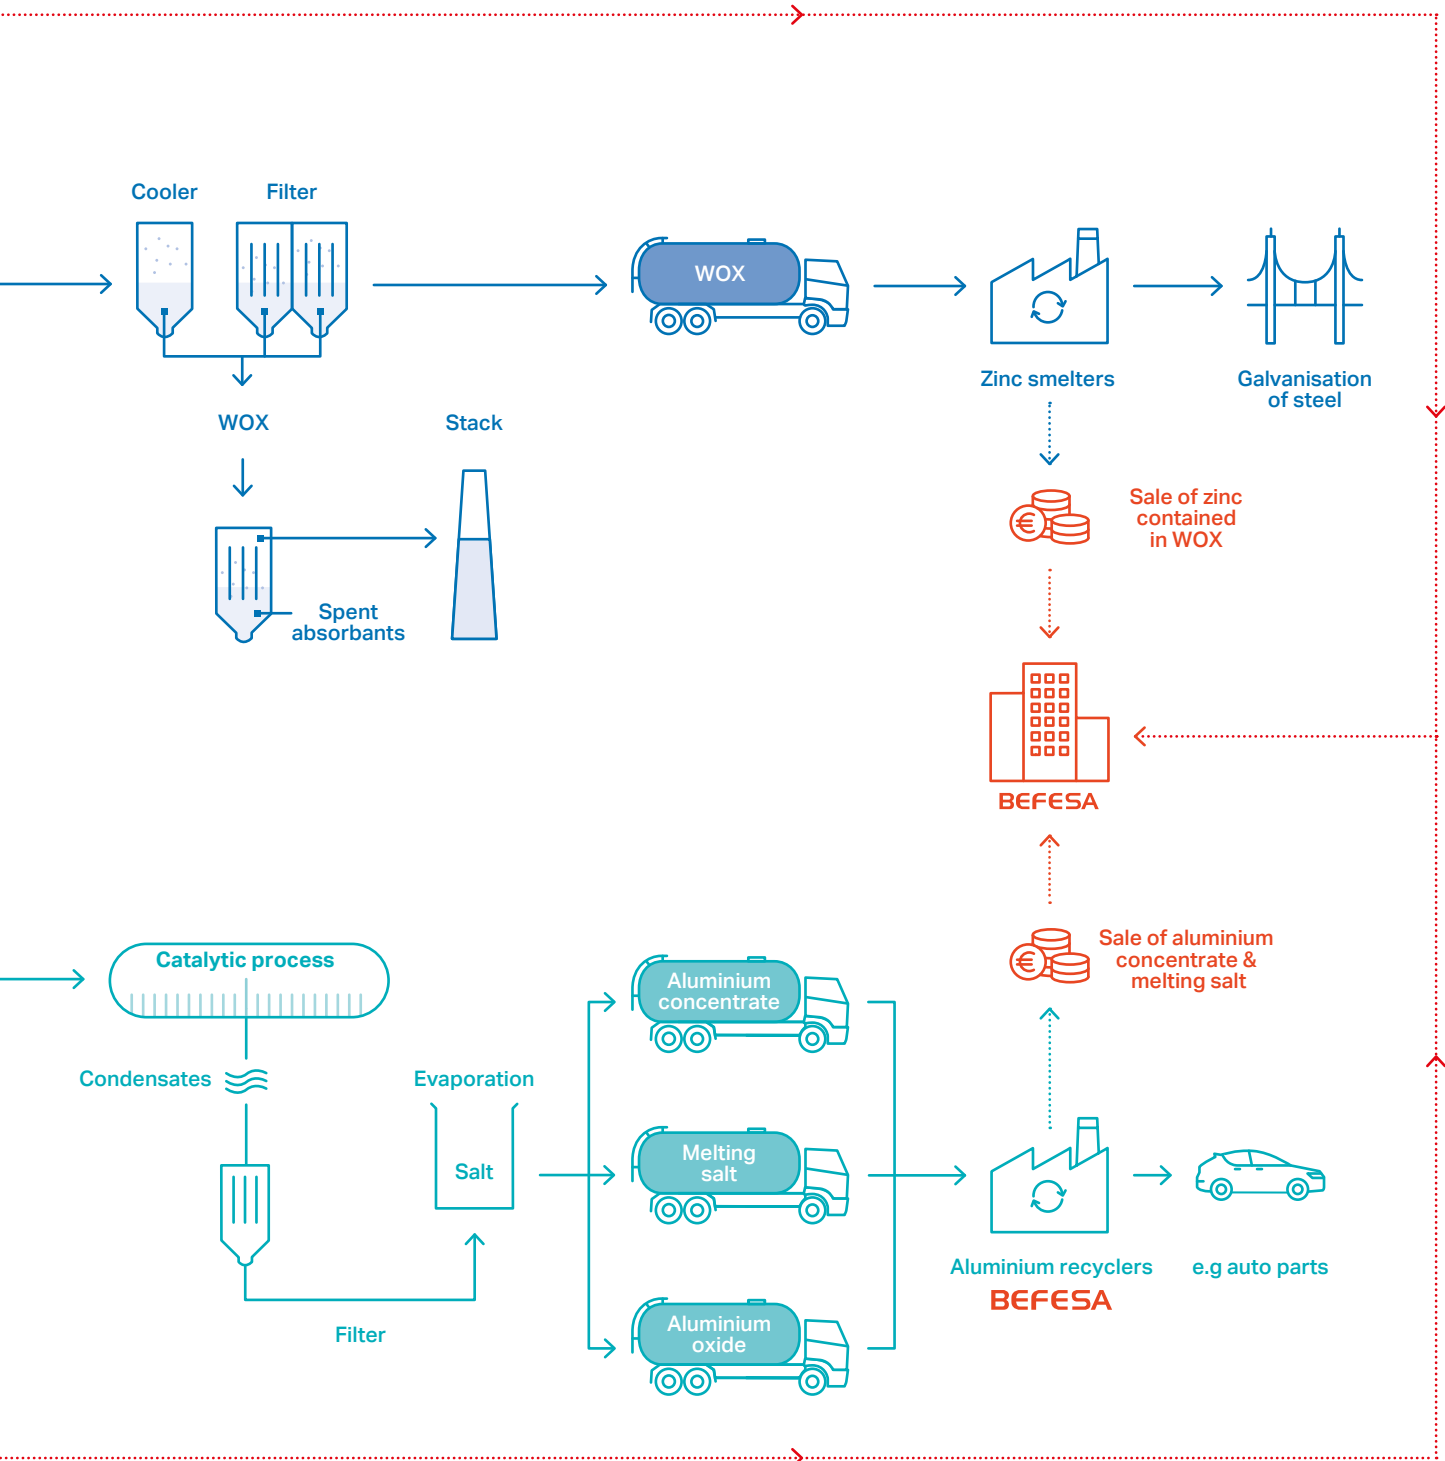 Cooler
Filter
WOX
Zinc smelters
Galvanisation
of steel
WOX
Stack
Sale of zinc
contained
in WOX
Spent
absorbants
BEFESA
Sale of aluminium
concentrate &
melting salt
Catalytic process
Condensates
Evaporation
Salt
Filter
Aluminium
concentrate
Melting
salt
Aluminium
oxide
Aluminium recyclers
BEFESA
e.g auto parts